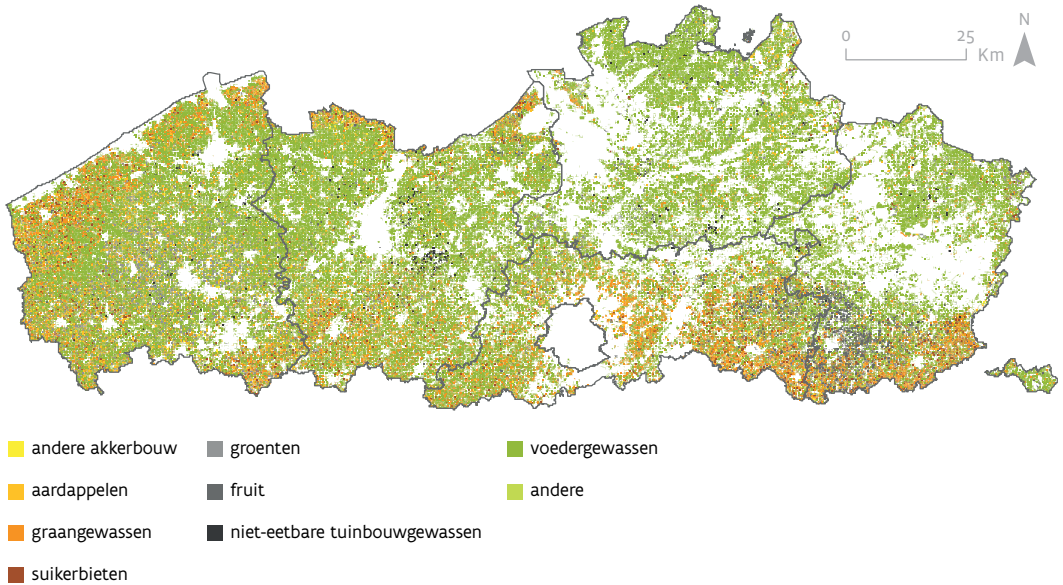 N
0 25
Km
andere akkerbouw
aardappelen
graangewassen
suikerbieten
groenten
fruit
niet-eetbare tuinbouwgewassen
voedergewassen
andere